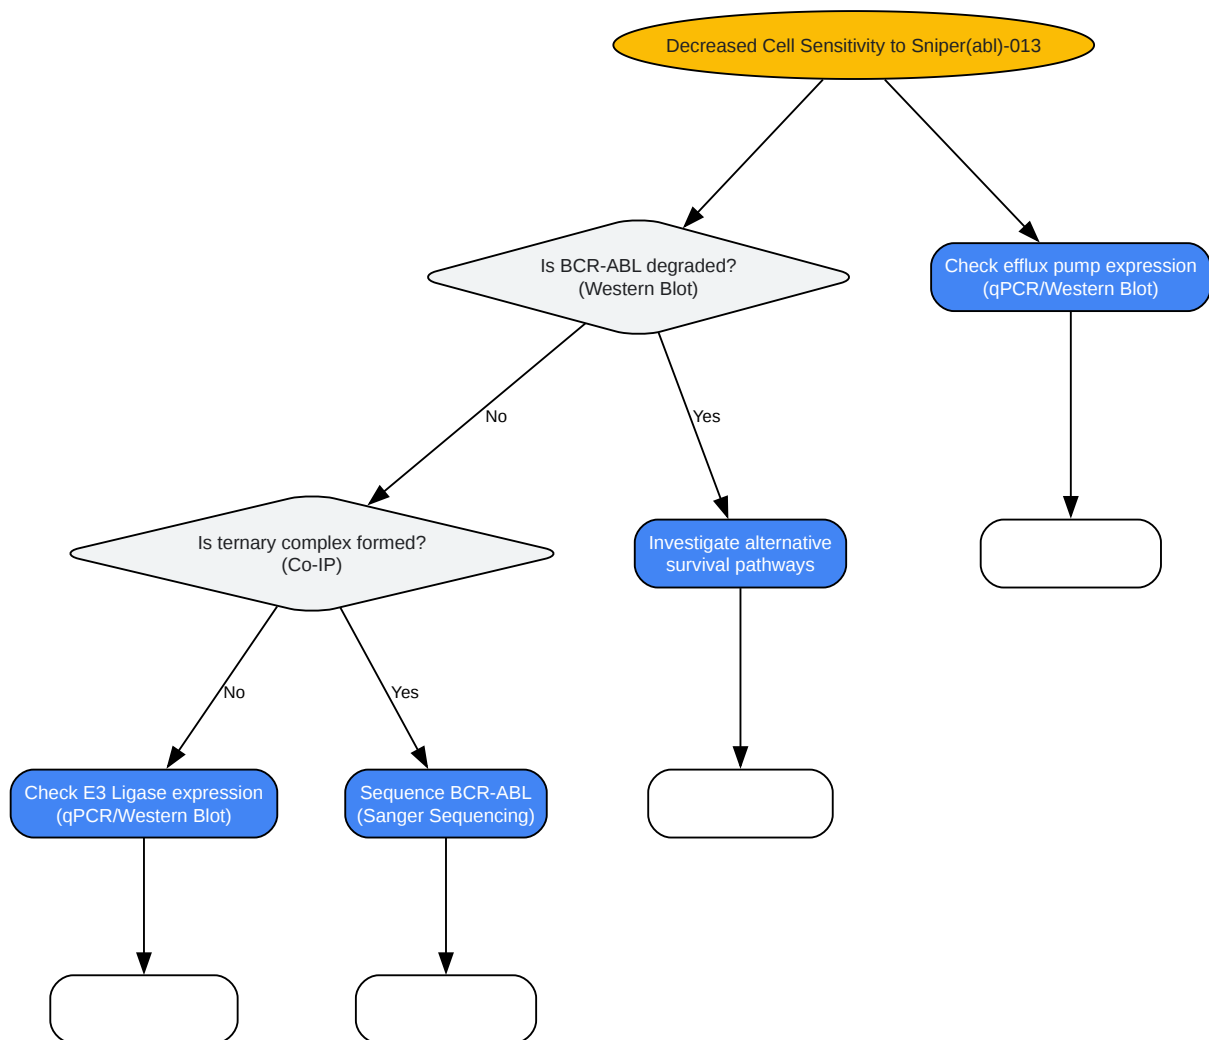 Decreased Cell Sensitivity to Sniper(abl)-013
Is BCR-ABL degraded?
(Western Blot)
Check efflux pump expression
(qPCR/Western Blot)
No
Yes
Is ternary complex formed?
(Co-IP)
Investigate alternative
survival pathways
No
Yes
Check E3 Ligase expression
(qPCR/Western Blot)
Sequence BCR-ABL
(Sanger Sequencing)